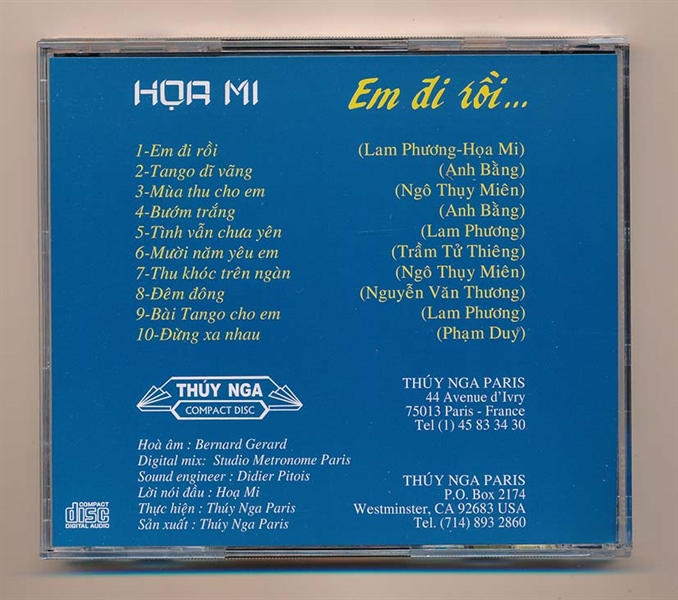 HỌA MI
Em đi rồi...
1-Em đi rồi (Lam Phương-Họa Mi)
2-Tango dĩ vãng (Anh Bằng)
3-Mùa thu cho em (Ngô Thụy Miên)
4-Bướm trắng (Anh Bằng)
5-Tình vẫn chưa yên (Lam Phương)
6-Mười năm yêu em (Trầm Tử Thiêng)
7-Thu khóc trên ngàn (Ngô Thụy Miên)
8-Đêm đông (Nguyễn Văn Thương)
9-Bài Tango cho em (Lam Phương)
10-Đừng xa nhau (Phạm Duy)
THÚY NGA
COMPACT DISC
THÚY NGA PARIS
44 Avenue d'Ivry
75013 Paris - France
Tel (1) 45 83 34 30
Hoà âm : Bernard Gerard
Digital mix: Studio Metronome Paris
Sound engineer : Didier Pitois
Lời nói đầu : Hoạ Mi
Thực hiện : Thúy Nga Paris
Sản xuất : Thúy Nga Paris
THÚY NGA PARIS
P.O. Box 2174
Westminster, CA 92683 USA
Tel. (714) 893 2860
COMPACT
disc
DIGITAL AUDIO